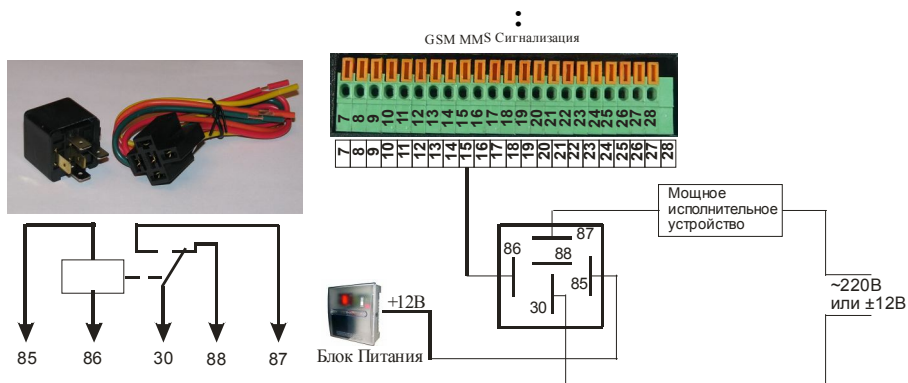 :
GSM MMS Сигнализация
7 8 9 10 11 12 13 14 15 16 17 18 19 20 21 22 23 24 25 26 27 28
7 8 9 10 11 12 13 14 15 16 17 18 19 20 21 22 23 24 25 26 27 28
Мощное
исполнительное
устройство
87
86
88
85
30
~220В
или ±12В
+12В
Блок Питания
85 86 30 88 87